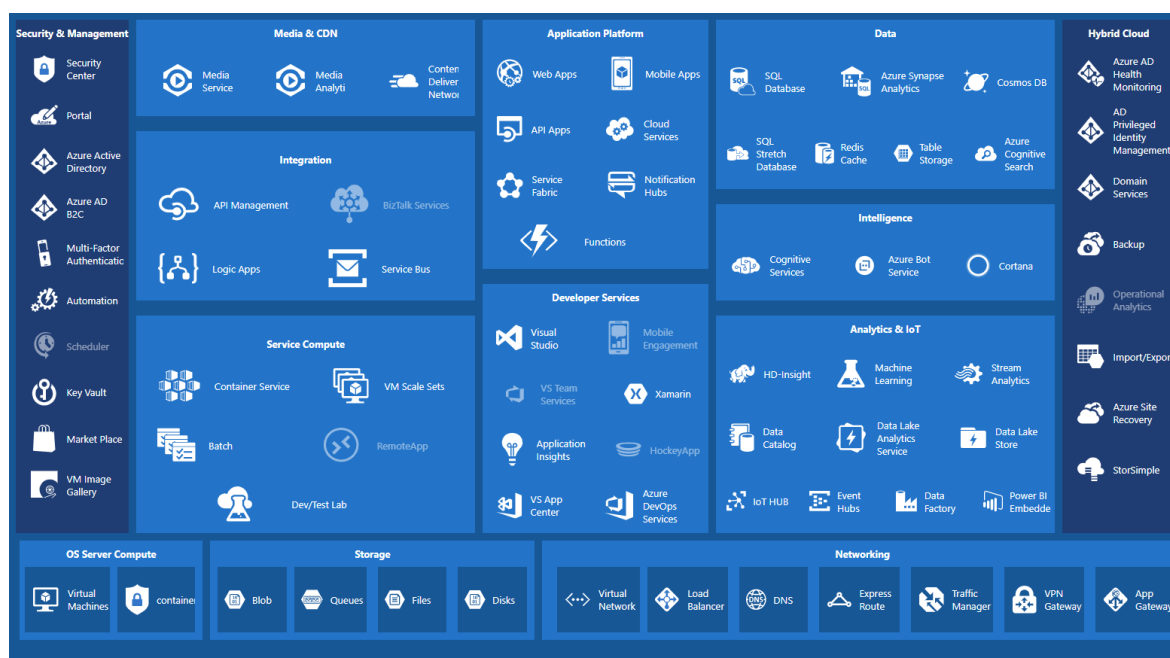 Security & Management
Security
Center
Portal
Azure Active
Directory
Azure AD
B2C
Multi-Factor
Authenticatic
Automation
Scheduler
Key Vault
Market Place
VM Image
Gallery
Media & CDN
Media
Service
Media
Analyti
Conten
Deliver
Networ
Integration
API Management
BizTalk Services
Logic Apps
Service Bus
Service Compute
Container Service
VM Scale Sets
Batch
RemoteApp
Dev/Test Lab
Application Platform
Web Apps
Mobile Apps
API Apps
Cloud
Services
Service
Fabric
Notification
Hubs
Functions
Developer Services
Visual
Studio
Mobile
Engagement
VS Team
Services
Xamarin
Application
Insights
HockeyApp
VS App
Center
Azure
DevOps
Services
Data
SQL
SQL
Database
SQL
Azure Synapse
Analytics
Cosmos DB
SQL
Stretch
Database
Redis
Cache
Table
Storage
Azure
Cognitive
Search
Intelligence
Cognitive
Services
Azure Bot
Service
Cortana
Analytics & IoT
HD-Insight
Machine
Learning
Stream
Analytics
Data
Catalog
Data Lake
Analytics
Service
Data Lake
Store
IoT HUB
Event
Hubs
Data
Factory
Power BI
Embedde
Hybrid Cloud
Azure AD
Health
Monitoring
AD
Privileged
Identity
Management
Domain
Services
Backup
Operational
Analytics
Import/Expor
Azure Site
Recovery
StorSimple
OS Server Compute
Virtual
Machines
container
Storage
Blob
Queues
Files
Disks
Networking
Virtual
Network
Load
Balancer
DNS
DNS
Express
Route
Traffic
Manager
VPN
Gateway
App
Gateway